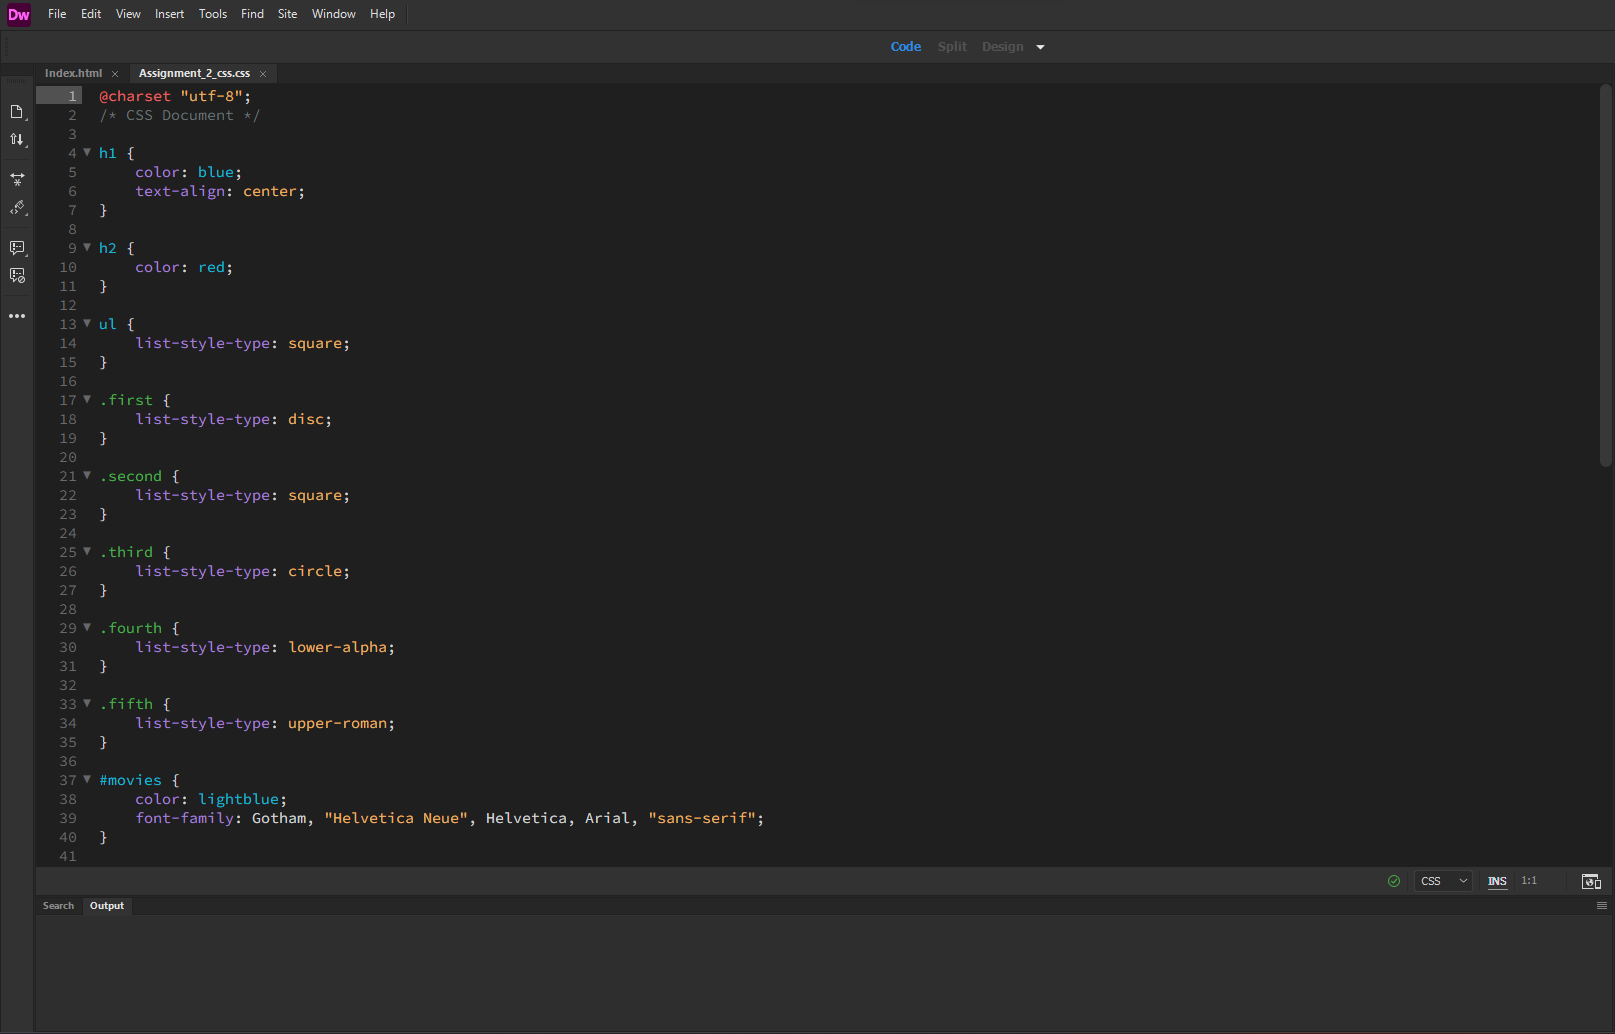 Dw File Edit View Insert Tools Find Site Window Help
Code Split Design
Index.html × Assignment_2_css.css ×
1 @charset "utf-8";
2 /* CSS Document */
3
4 h1 {
5 color: blue;
6 text-align: center;
7 }
8
9 h2 {
10 color: red;
11 }
12
13 ul {
14 list-style-type: square;
15 }
16
17 .first {
18 list-style-type: disc;
19 }
20
21 .second {
22 list-style-type: square;
23 }
24
25 .third {
26 list-style-type: circle;
27 }
28
29 .fourth {
30 list-style-type: lower-alpha;
31 }
32
33 .fifth {
34 list-style-type: upper-roman;
35 }
36
37 #movies {
38 color: lightblue;
39 font-family: Gotham, "Helvetica Neue", Helvetica, Arial, "sans-serif";
40 }
41
CSS INS 1:1
Search Output